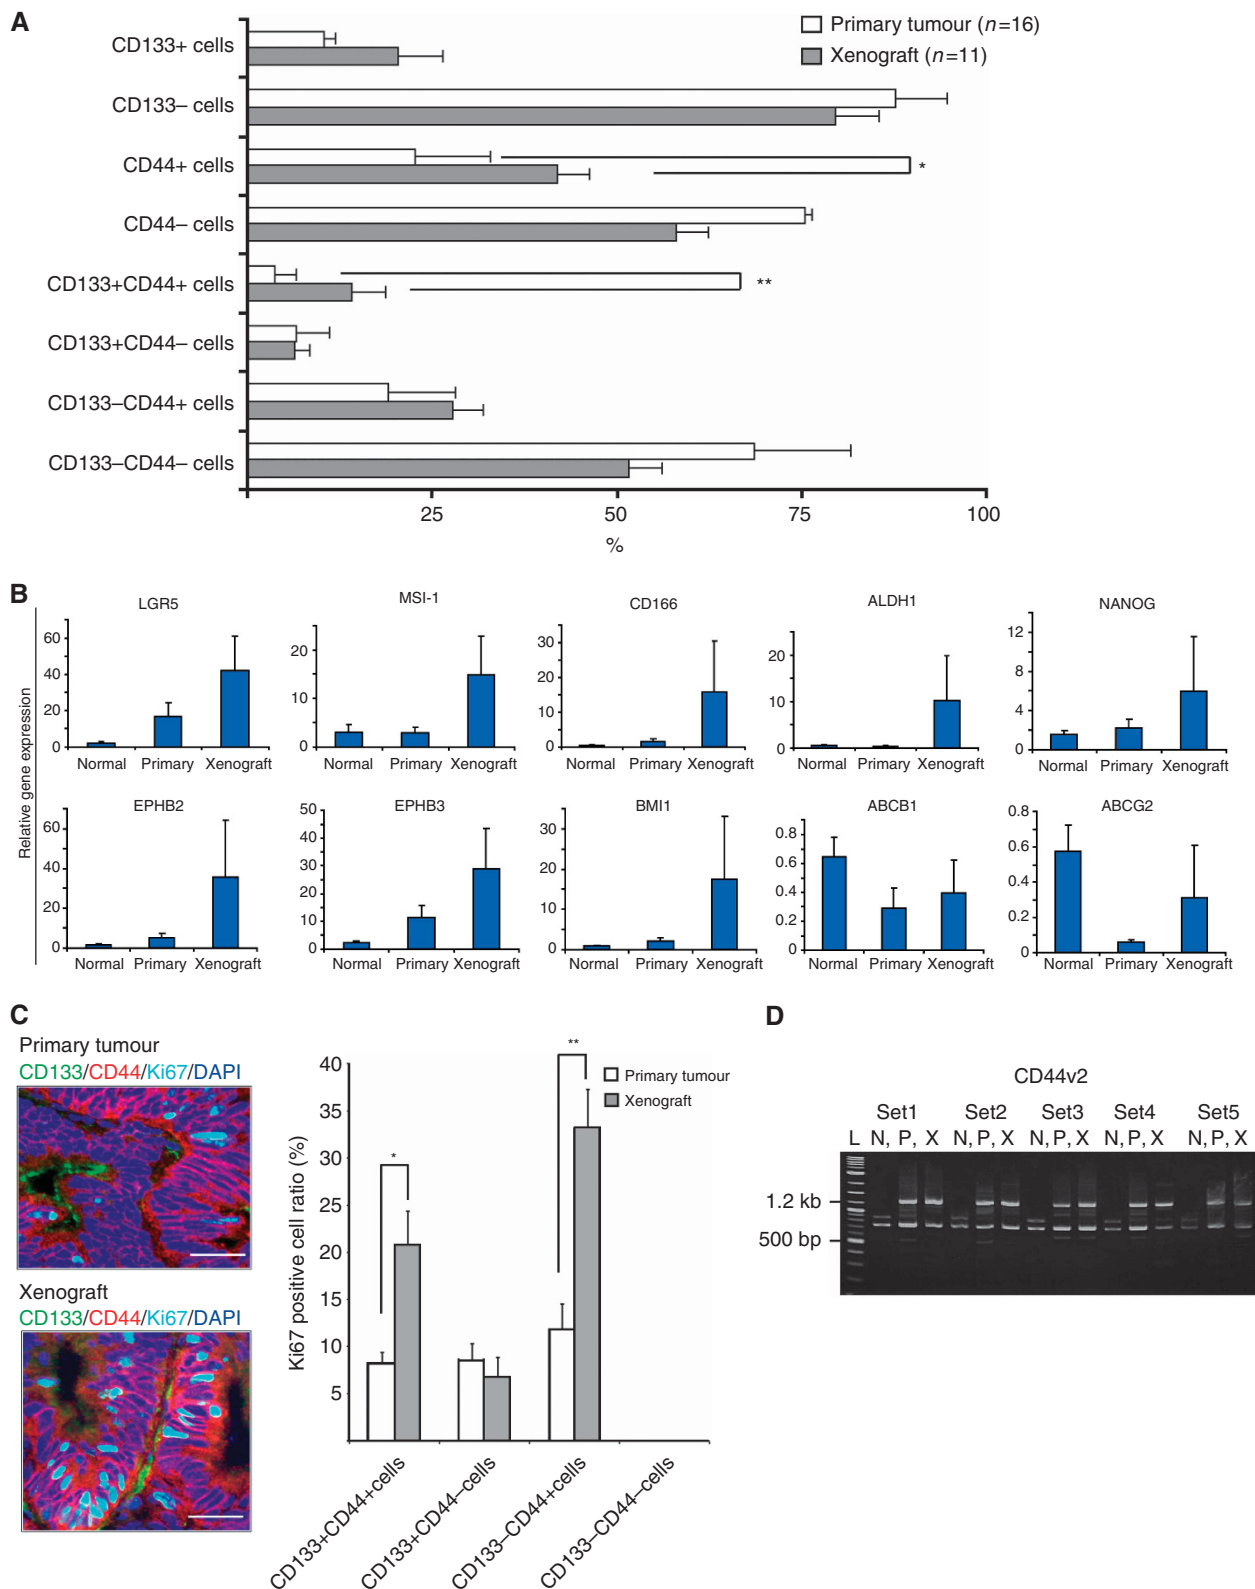 A
Primary tumour (n=16)
Xenograft (n=11)
CD133+ cells
CD133– cells
CD44+ cells
*
CD44– cells
CD133+CD44+ cells
**
CD133+CD44– cells
CD133–CD44+ cells
CD133–CD44– cells
25 50 75 100
%
B
Relative gene expression
LGR5
60
40
20
0
Normal Primary Xenograft
MSI-1
20
10
0
Normal Primary Xenograft
CD166
30
20
10
0
Normal Primary Xenograft
ALDH1
20
10
0
Normal Primary Xenograft
NANOG
12
8
4
0
Normal Primary Xenograft
EPHB2
60
40
20
0
Normal Primary Xenograft
EPHB3
50
40
30
20
10
0
Normal Primary Xenograft
BMI1
30
20
10
0
Normal Primary Xenograft
ABCB1
0.8
0.6
0.4
0.2
0
Normal Primary Xenograft
ABCG2
0.8
0.6
0.4
0.2
0
Normal Primary Xenograft
C
Primary tumour
CD133/CD44/Ki67/DAPI
Xenograft
CD133/CD44/Ki67/DAPI
Ki67 positive cell ratio (%)
40
35
30
25
20
15
10
5
Primary tumour
Xenograft
*
**
CD133+CD44+cells
CD133+CD44–cells
CD133–CD44+cells
CD133–CD44–cells
D
CD44v2
Set1 Set2 Set3 Set4 Set5
L N, P, X N, P, X N, P, X N, P, X N, P, X
1.2 kb
500 bp